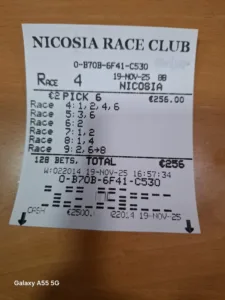 NICOSIA RACE CLUB
0-B70B-6F41-C530
RACE 4 19-NOV-25 08
NICOSIA
€2 PICK 6 €256.00
Race 4: 1, 2, 4, 6
Race 5: 3, 6
Race 6: 2
Race 7: 1, 2
Race 8: 1, 4
Race 9: 2, 6→8
128 BETS, TOTAL €256
19-NOV-25 16:57:34
0-B70B-6F41-C530
CASH
19-NOV-25
Galaxy A55 5G